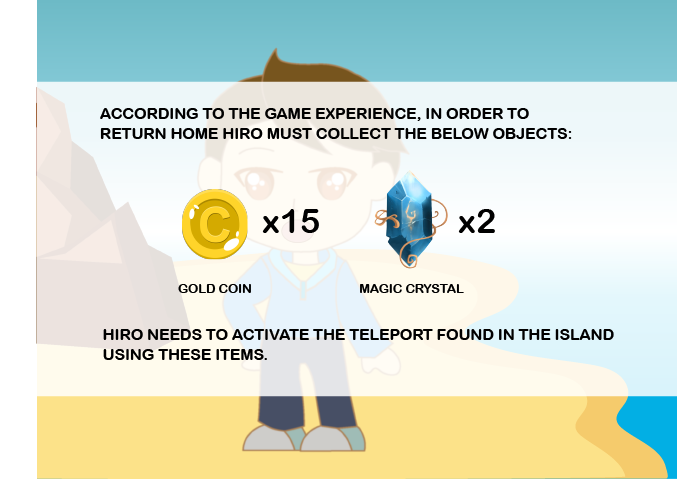 ACCORDING TO THE GAME EXPERIENCE, IN ORDER TO
RETURN HOME HIRO MUST COLLECT THE BELOW OBJECTS:
C x15 x2
GOLD COIN MAGIC CRYSTAL
HIRO NEEDS TO ACTIVATE THE TELEPORT FOUND IN THE ISLAND
USING THESE ITEMS.